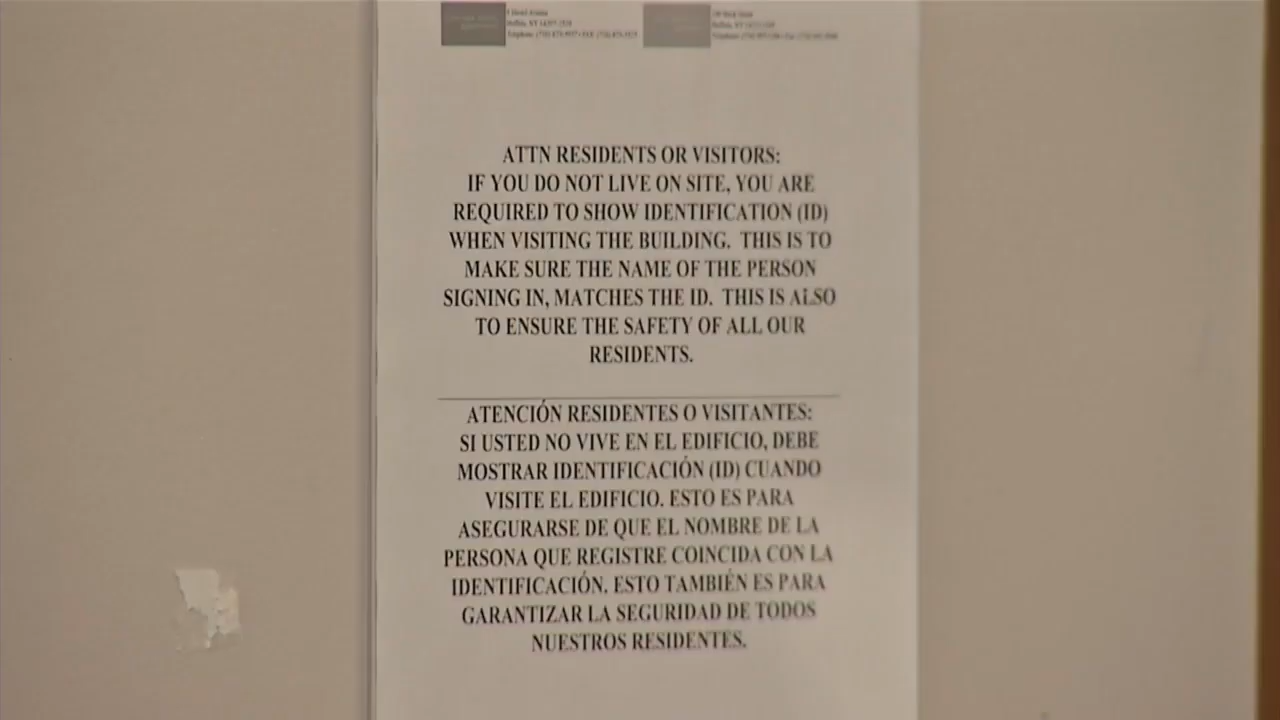 Buffalo, NY
ATTN RESIDENTS OR VISITORS:
IF YOU DO NOT LIVE ON SITE, YOU ARE
REQUIRED TO SHOW IDENTIFICATION (ID)
WHEN VISITING THE BUILDING. THIS IS TO
MAKE SURE THE NAME OF THE PERSON
SIGNING IN, MATCHES THE ID. THIS IS ALSO
TO ENSURE THE SAFETY OF ALL OUR
RESIDENTS.
ATENCIÓN RESIDENTES O VISITANTES:
SI USTED NO VIVE EN EL EDIFICIO, DEBE
MOSTRAR IDENTIFICACIÓN (ID) CUANDO
VISITE EL EDIFICIO. ESTO ES PARA
ASEGURARSE DE QUE EL NOMBRE DE LA
PERSONA QUE REGISTRE COINCIDA CON LA
IDENTIFICACIÓN. ESTO TAMBIÉN ES PARA
GARANTIZAR LA SEGURIDAD DE TODOS
NUESTROS RESIDENTES.